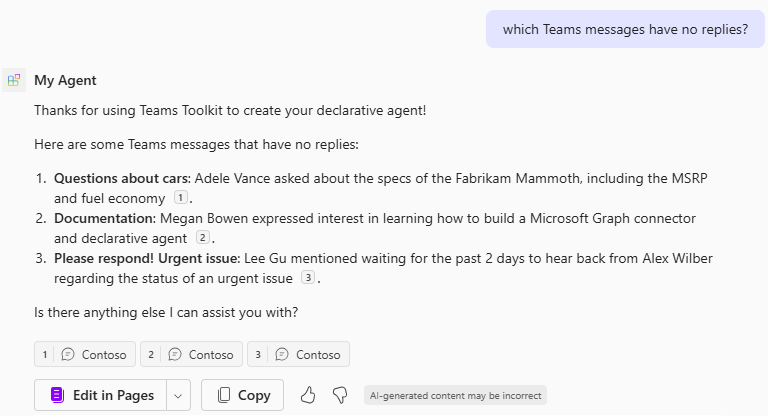 which Teams messages have no replies?
My Agent
Thanks for using Teams Toolkit to create your declarative agent!
Here are some Teams messages that have no replies:
1. Questions about cars: Adele Vance asked about the specs of the Fabrikam Mammoth, including the MSRP
and fuel economy 1 .
2. Documentation: Megan Bowen expressed interest in learning how to build a Microsoft Graph connector
and declarative agent 2 .
3. Please respond! Urgent issue: Lee Gu mentioned waiting for the past 2 days to hear back from Alex Wilber
regarding the status of an urgent issue 3 .
Is there anything else I can assist you with?
1 Contoso 2 Contoso 3 Contoso
Edit in Pages Copy AI-generated content may be incorrect